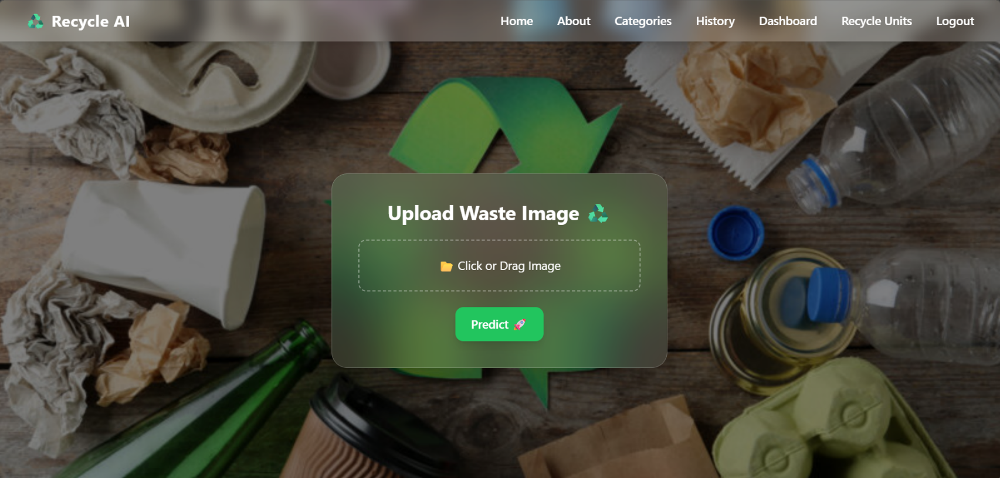 Recycle AI
Home About Categories History Dashboard Recycle Units Logout
Upload Waste Image
Click or Drag Image
Predict